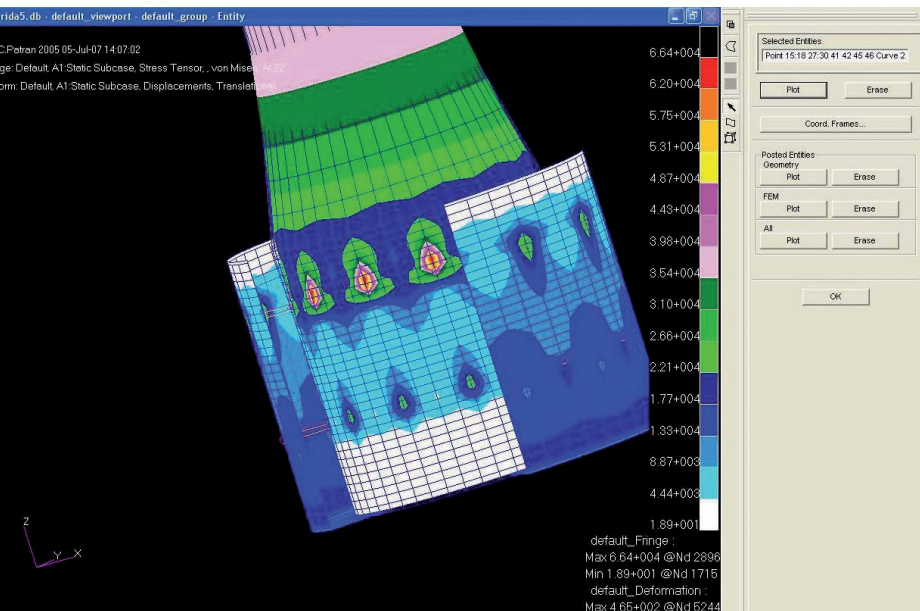 rida5.db - default_viewport - default_group - Entity
C.Patran 2005 05-Jul-07 14:07:02
ge: Default, A1:Static Subcase, Stress Tensor, , von Mises,
orm: Default, A1:Static Subcase, Displacements, Translational,
6.64+004
6.20+004
5.75+004
5.31+004
4.87+004
4.43+004
3.98+004
3.54+004
3.10+004
2.66+004
2.21+004
1.77+004
1.33+004
8.87+003
4.44+003
1.89+001
default_Fringe :
Max 6.64+004 @Nd 2896
Min 1.89+001 @Nd 1715
default_Deformation :
Max 4.65+002 @Nd 5244
Z
Y
X
Selected Entities
Point 15:18 27:30 41 42 45 46 Curve 2
Plot
Erase
Coord. Frames...
Posted Entities
Geometry
Plot
Erase
FEM
Plot
Erase
All
Plot
Erase
OK